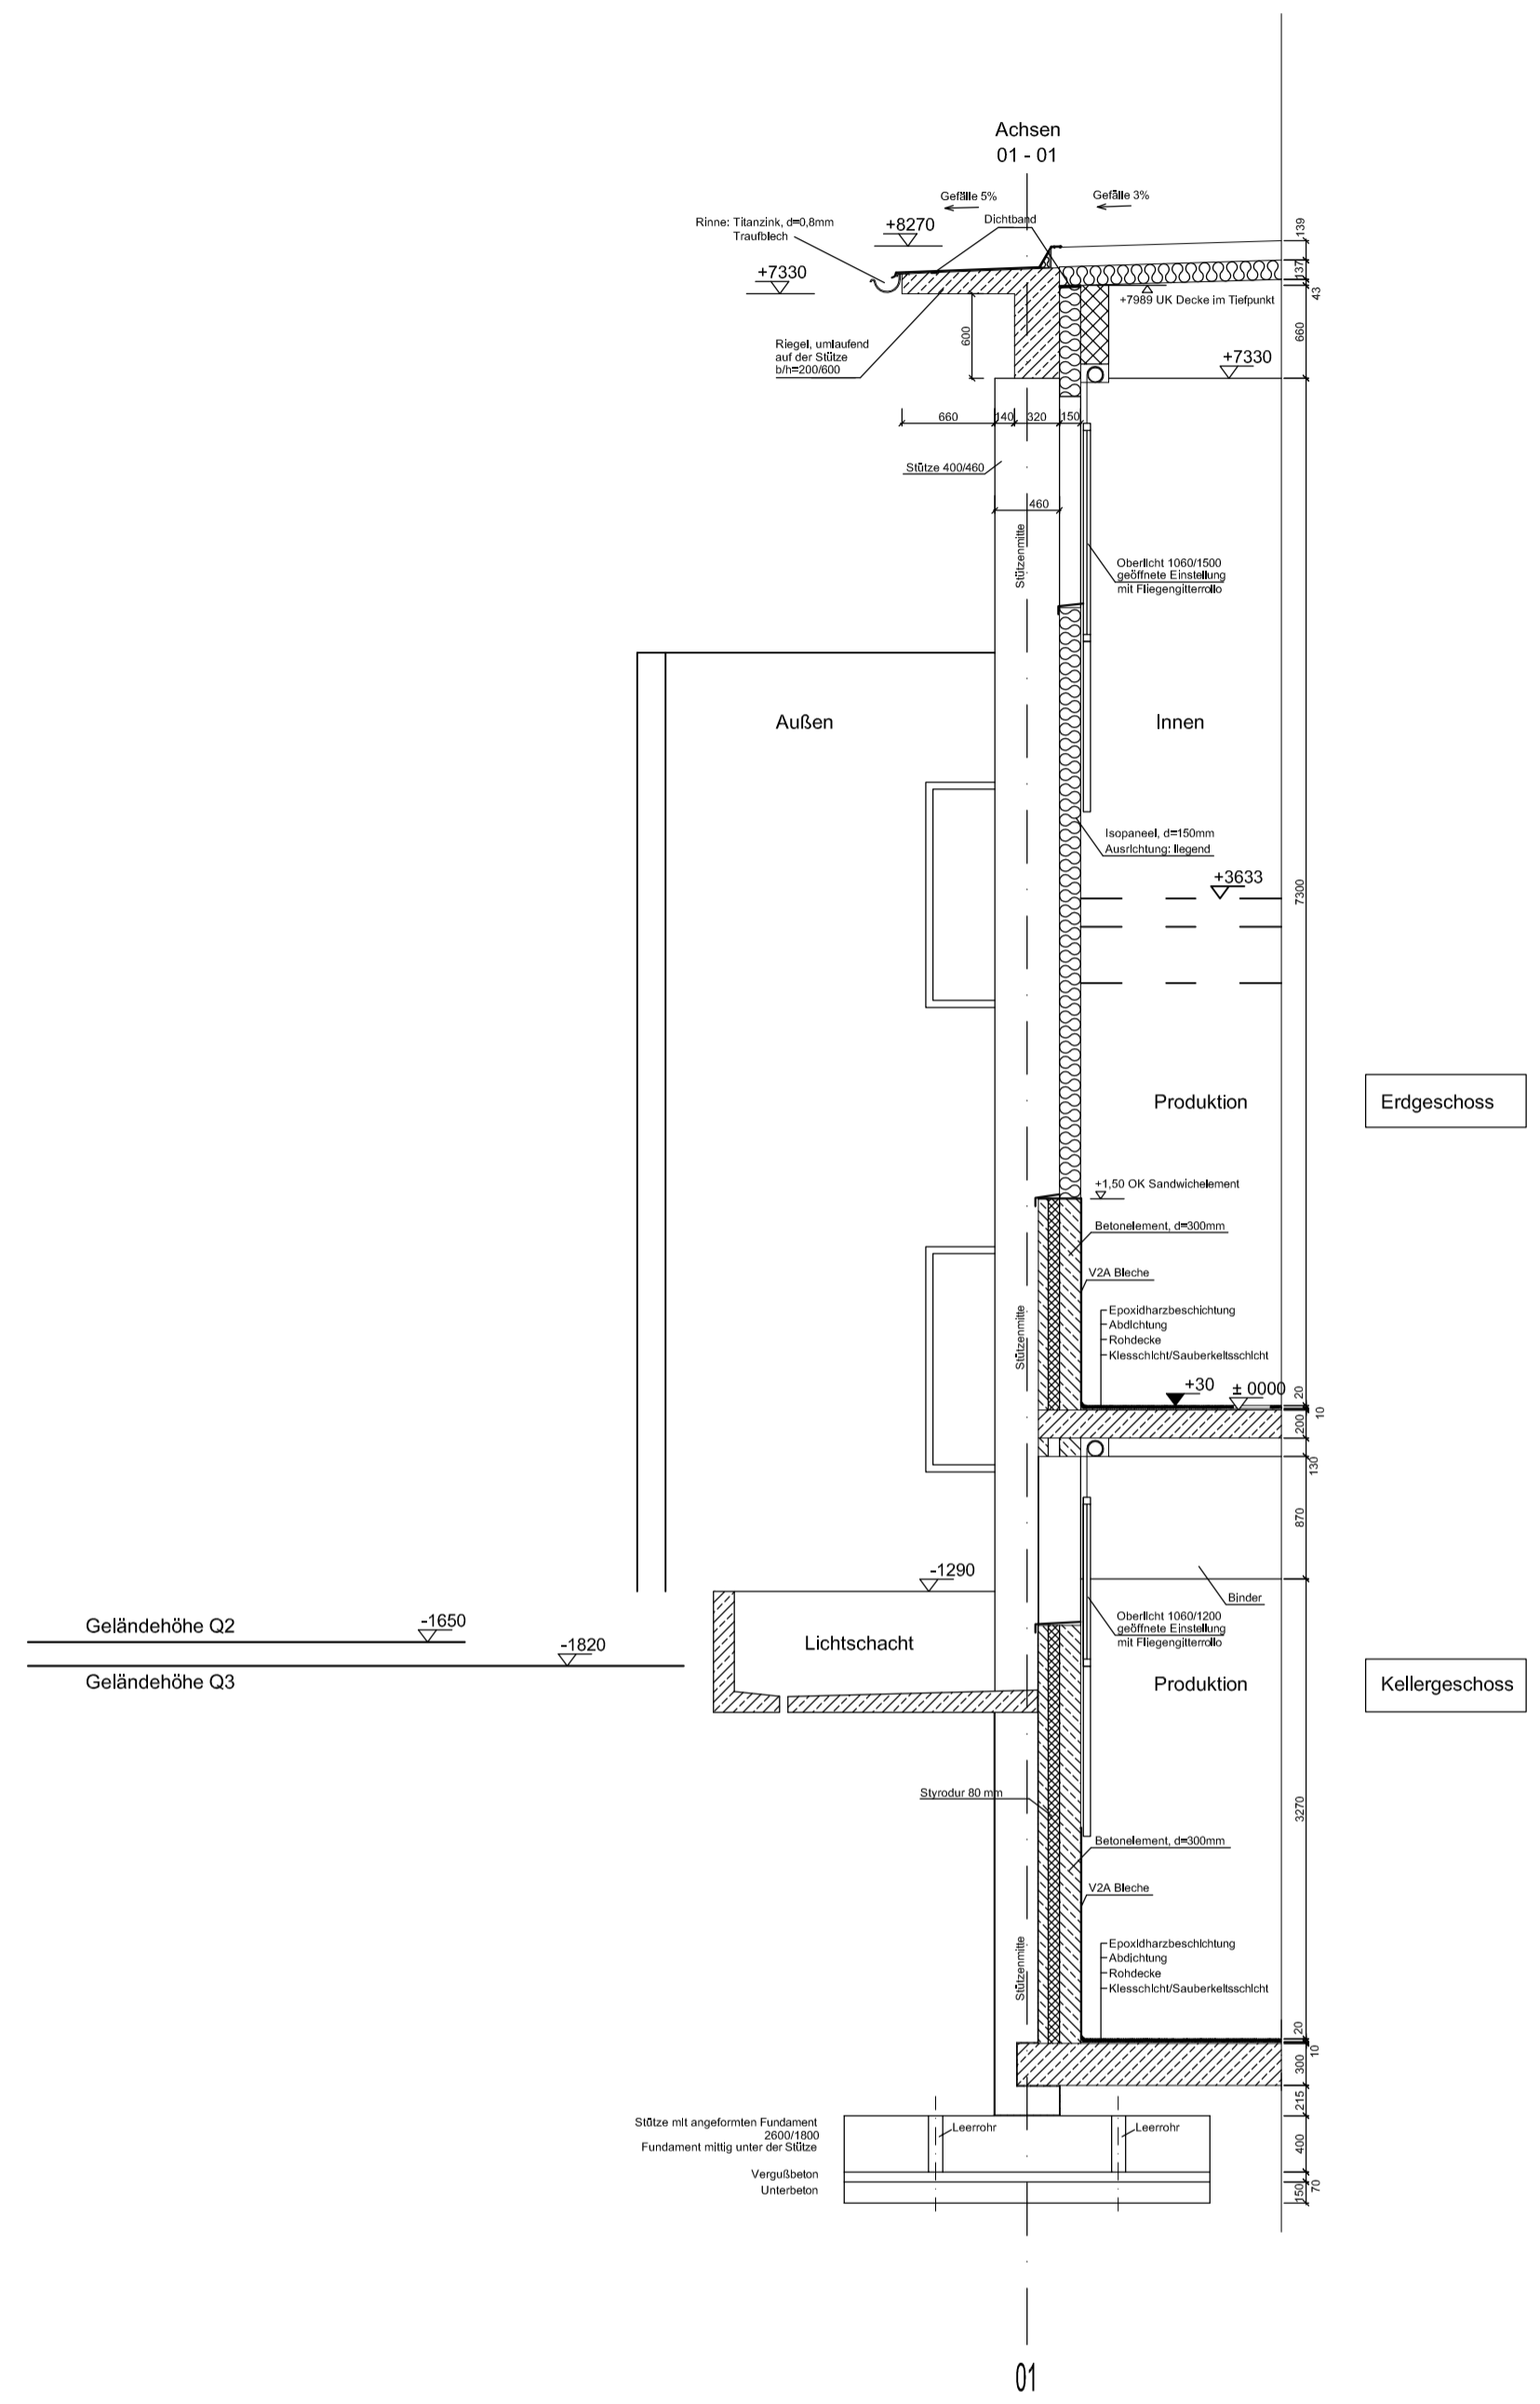 Achsen
01 - 01
Gefälle 5%
Gefälle 3%
Rinne: Titanzink, d=0,8mm
Traufblech
+8270
Dichtband
139
137
43
+7330
+7989 UK Decke im Tiefpunkt
660
600
Riegel, umlaufend
auf der Stütze
b/h=200/600
+7330
660
140
320
150
Stütze 400/460
460
Stützenmitte
Oberlicht 1060/1500
geöffnete Einstellung
mit Fliegengitterrollo
Außen
Innen
Isopaneel, d=150mm
Ausrichtung: liegend
+3633
7300
Produktion
Erdgeschoss
+1,50 OK Sandwichelement
Betonelement, d=300mm
V2A Bleche
Stützenmitte
Epoxidharzbeschichtung
Abdichtung
Rohdecke
Kiesschicht/Sauberkeitsschicht
+30
± 0000
20
10
200
130
870
-1290
Binder
Geländehöhe Q2
-1650
Oberlicht 1060/1200
geöffnete Einstellung
mit Fliegengitterrollo
-1820
Lichtschacht
Geländehöhe Q3
Produktion
Kellergeschoss
Styrodur 80 mm
3270
Betonelement, d=300mm
V2A Bleche
Stützenmitte
Epoxidharzbeschichtung
Abdichtung
Rohdecke
Kiesschicht/Sauberkeitsschicht
20
10
300
215
Stütze mit angeformten Fundament
2600/1800
Fundament mittig unter der Stütze
Leerrohr
Leerrohr
400
Vergußbeton
Unterbeton
70
150
01